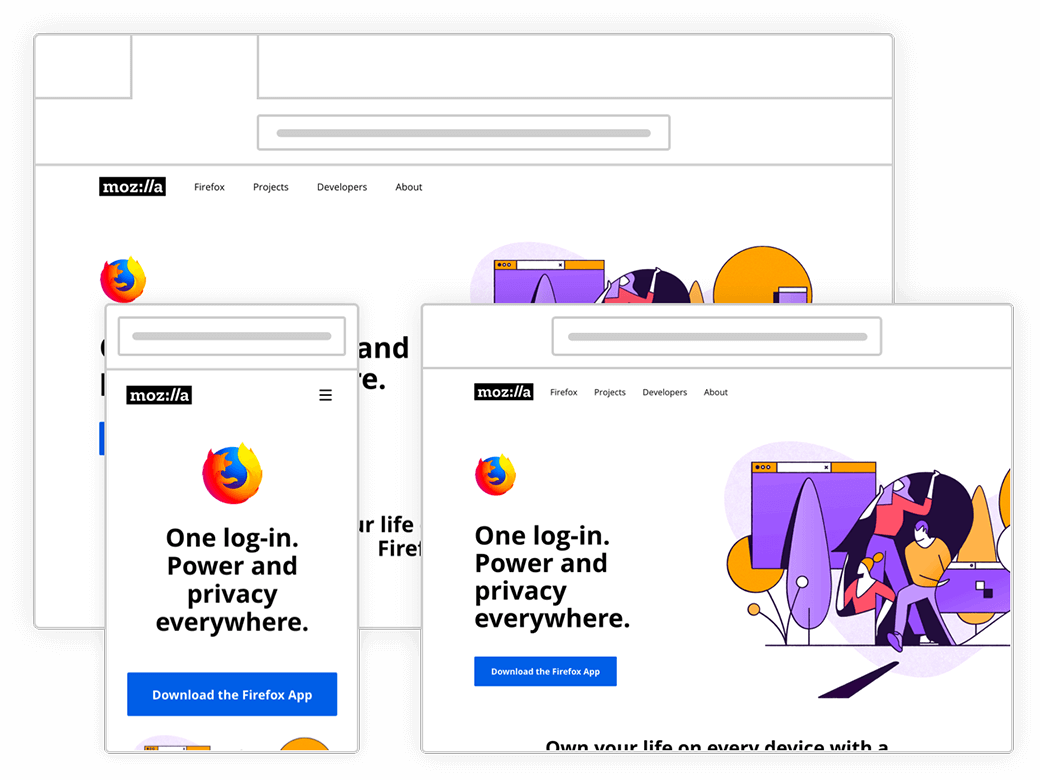 moz://a Firefox Projects Developers About
and
re.
ur life
Firef
moz://a
One log-in.
Power and
privacy
everywhere.
Download the Firefox App
moz://a Firefox Projects Developers About
One log-in.
Power and
privacy
everywhere.
Download the Firefox App
Own your life on every device with a